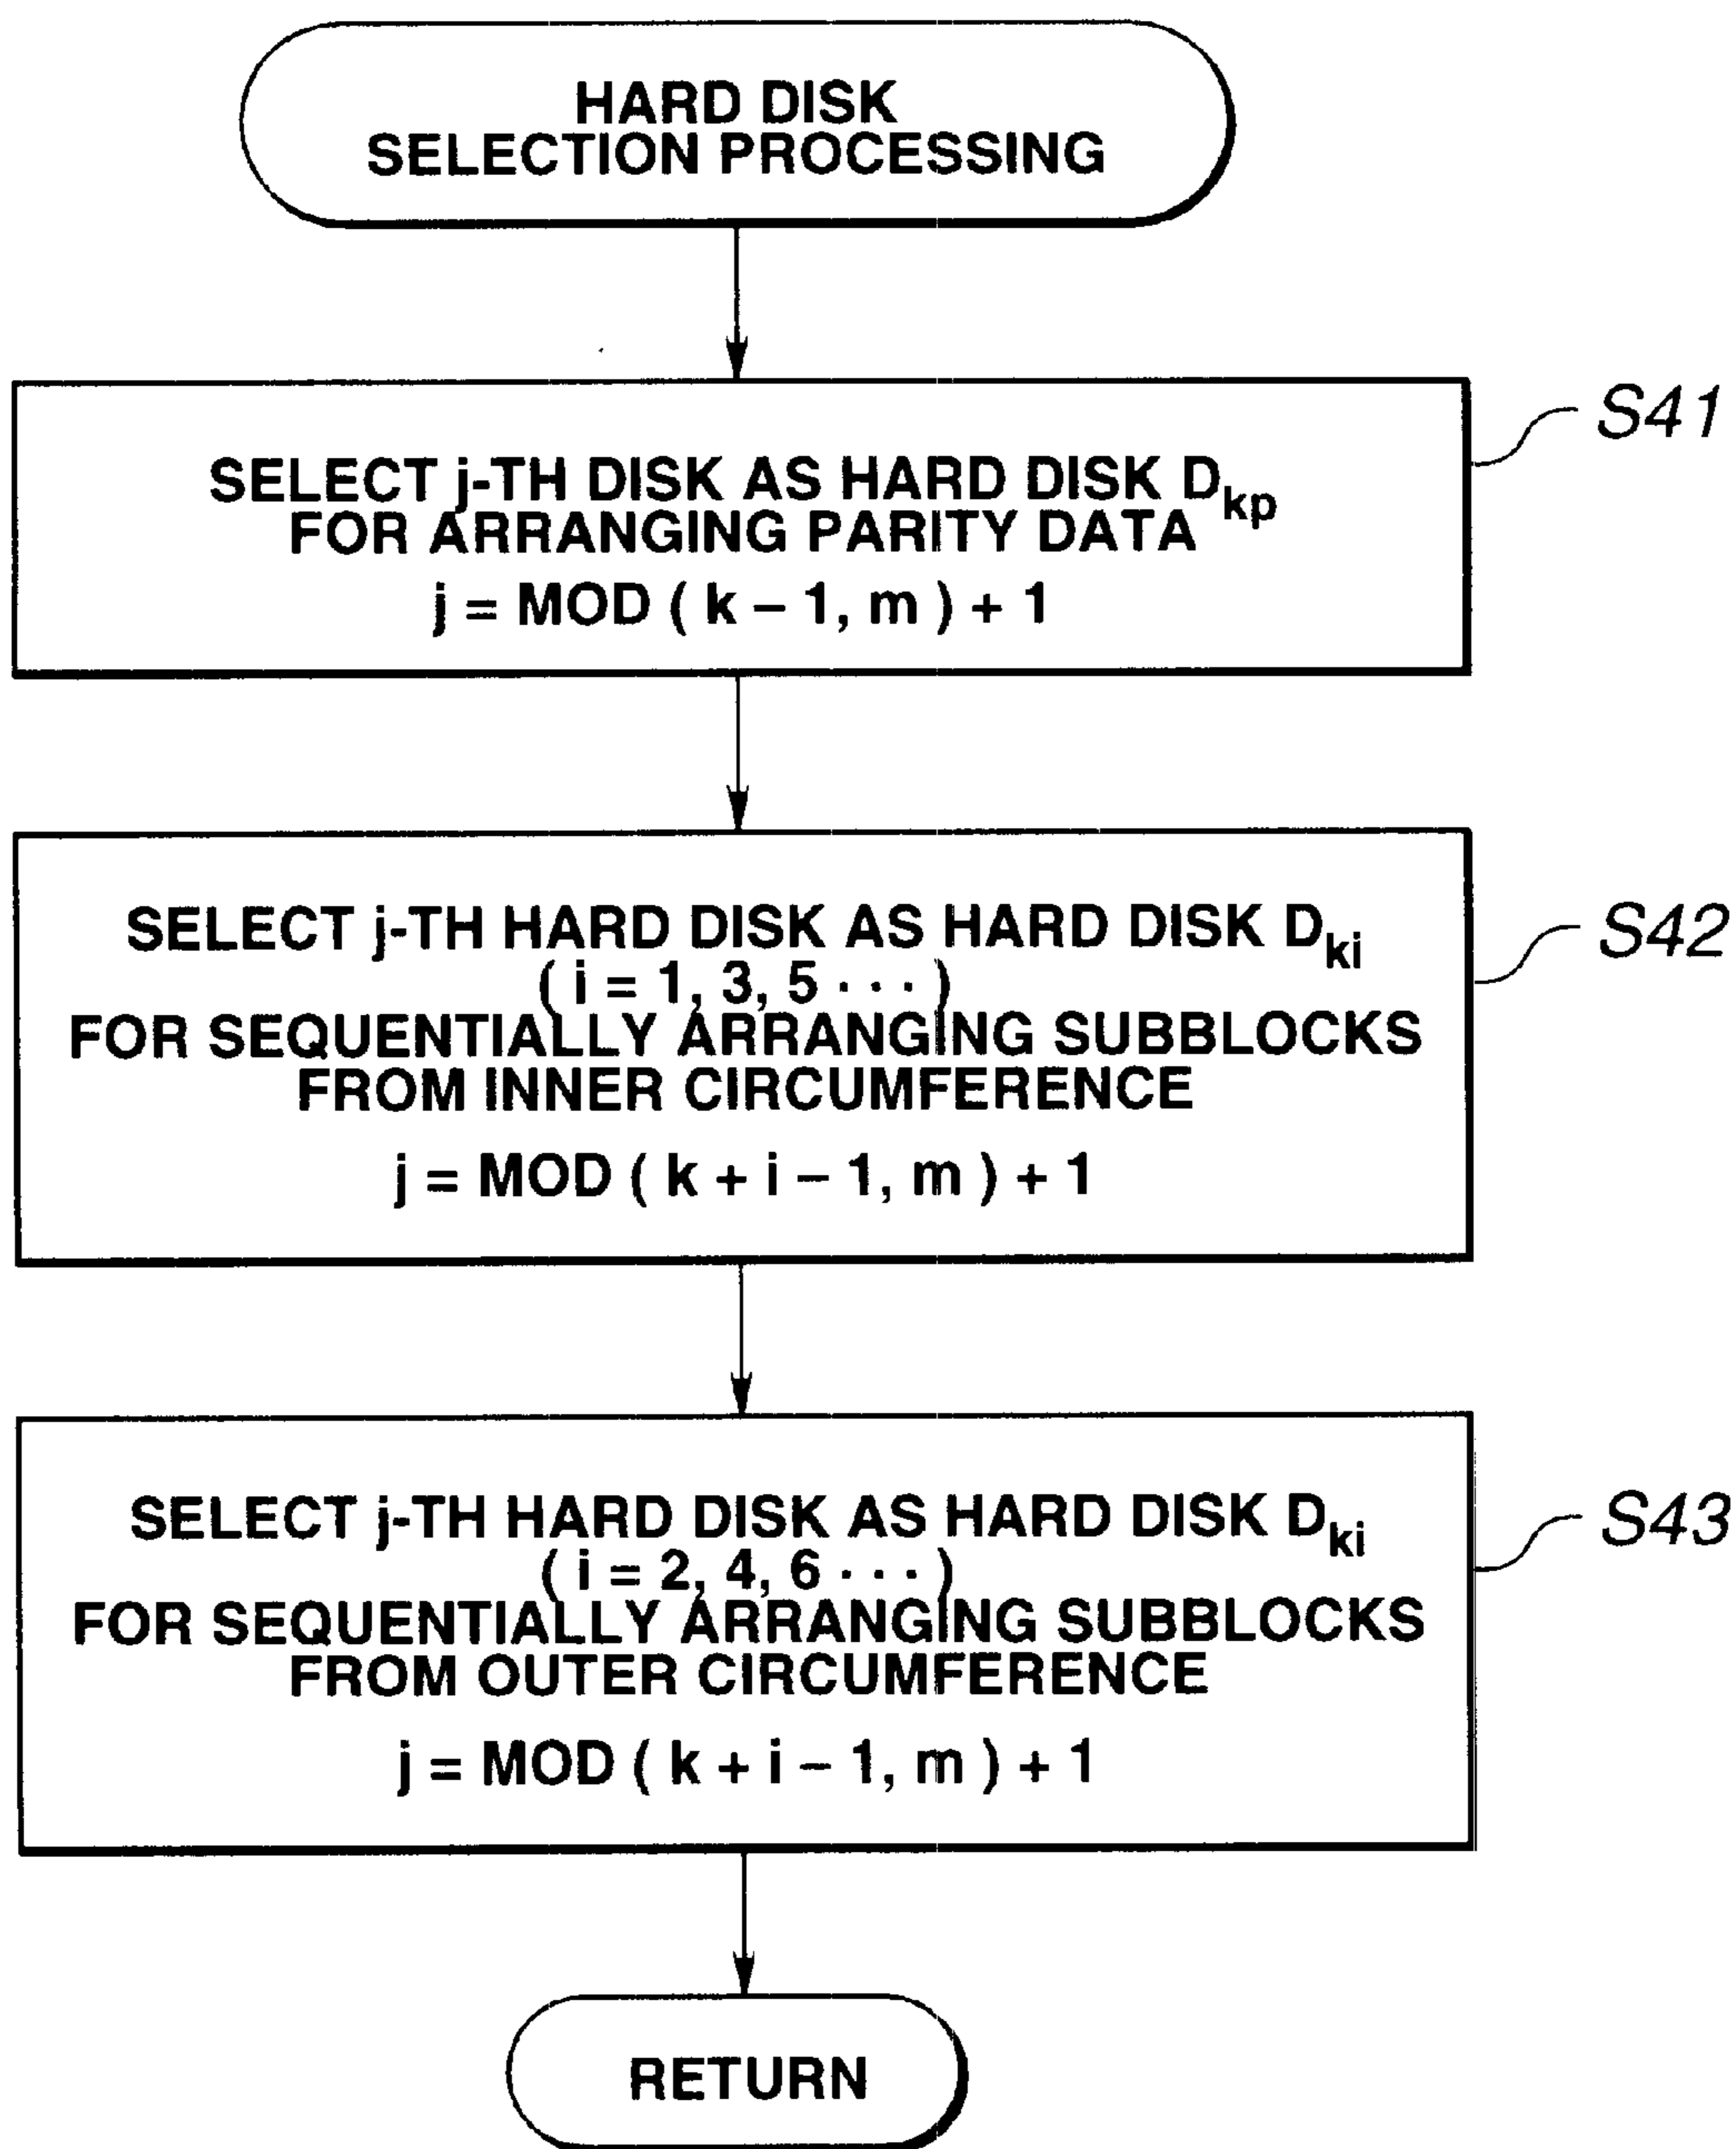 HARD DISK
SELECTION PROCESSING
S41
SELECT j-TH DISK AS HARD DISK D_kp
FOR ARRANGING PARITY DATA
j = MOD ( k – 1, m ) + 1
S42
SELECT j-TH HARD DISK AS HARD DISK D_ki
( i = 1, 3, 5 · · · )
FOR SEQUENTIALLY ARRANGING SUBBLOCKS
FROM INNER CIRCUMFERENCE
j = MOD ( k + i – 1, m ) + 1
S43
SELECT j-TH HARD DISK AS HARD DISK D_ki
( i = 2, 4, 6 · · · )
FOR SEQUENTIALLY ARRANGING SUBBLOCKS
FROM OUTER CIRCUMFERENCE
j = MOD ( k + i – 1, m ) + 1
RETURN